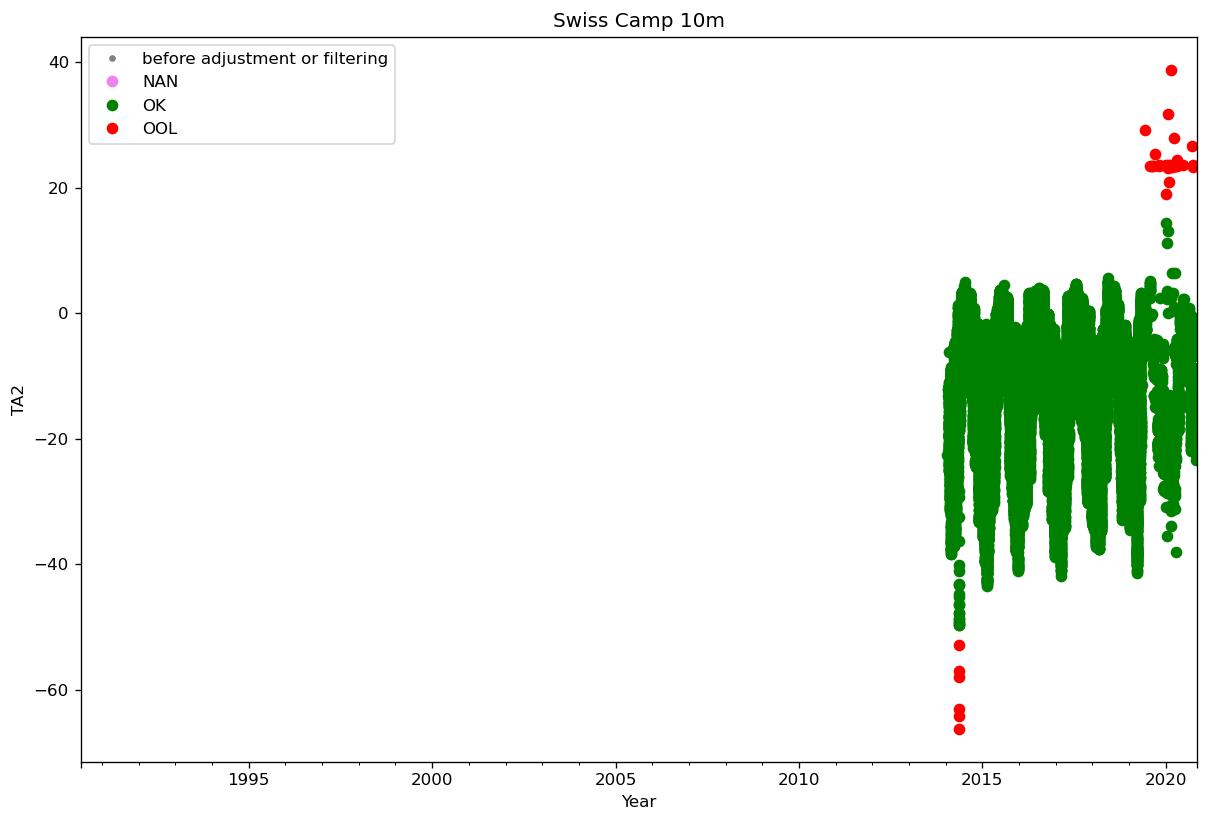 Swiss Camp 10m
before adjustment or filtering
NAN
OK
OOL
40
20
0
−20
−40
−60
TA2
1995 2000 2005 2010 2015 2020
Year